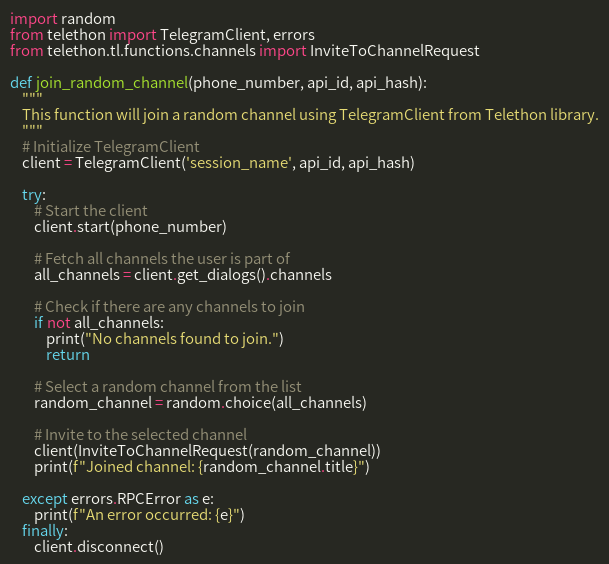 import random
from telethon import TelegramClient, errors
from telethon.tl.functions.channels import InviteToChannelRequest

def join_random_channel(phone_number, api_id, api_hash):
    """
    This function will join a random channel using TelegramClient from Telethon library.
    """
    # Initialize TelegramClient
    client = TelegramClient('session_name', api_id, api_hash)

    try:
        # Start the client
        client.start(phone_number)

        # Fetch all channels the user is part of
        all_channels = client.get_dialogs().channels

        # Check if there are any channels to join
        if not all_channels:
            print("No channels found to join.")
            return

        # Select a random channel from the list
        random_channel = random.choice(all_channels)

        # Invite to the selected channel
        client(InviteToChannelRequest(random_channel))
        print(f"Joined channel: {random_channel.title}")

    except errors.RPCError as e:
        print(f"An error occurred: {e}")
    finally:
        client.disconnect()